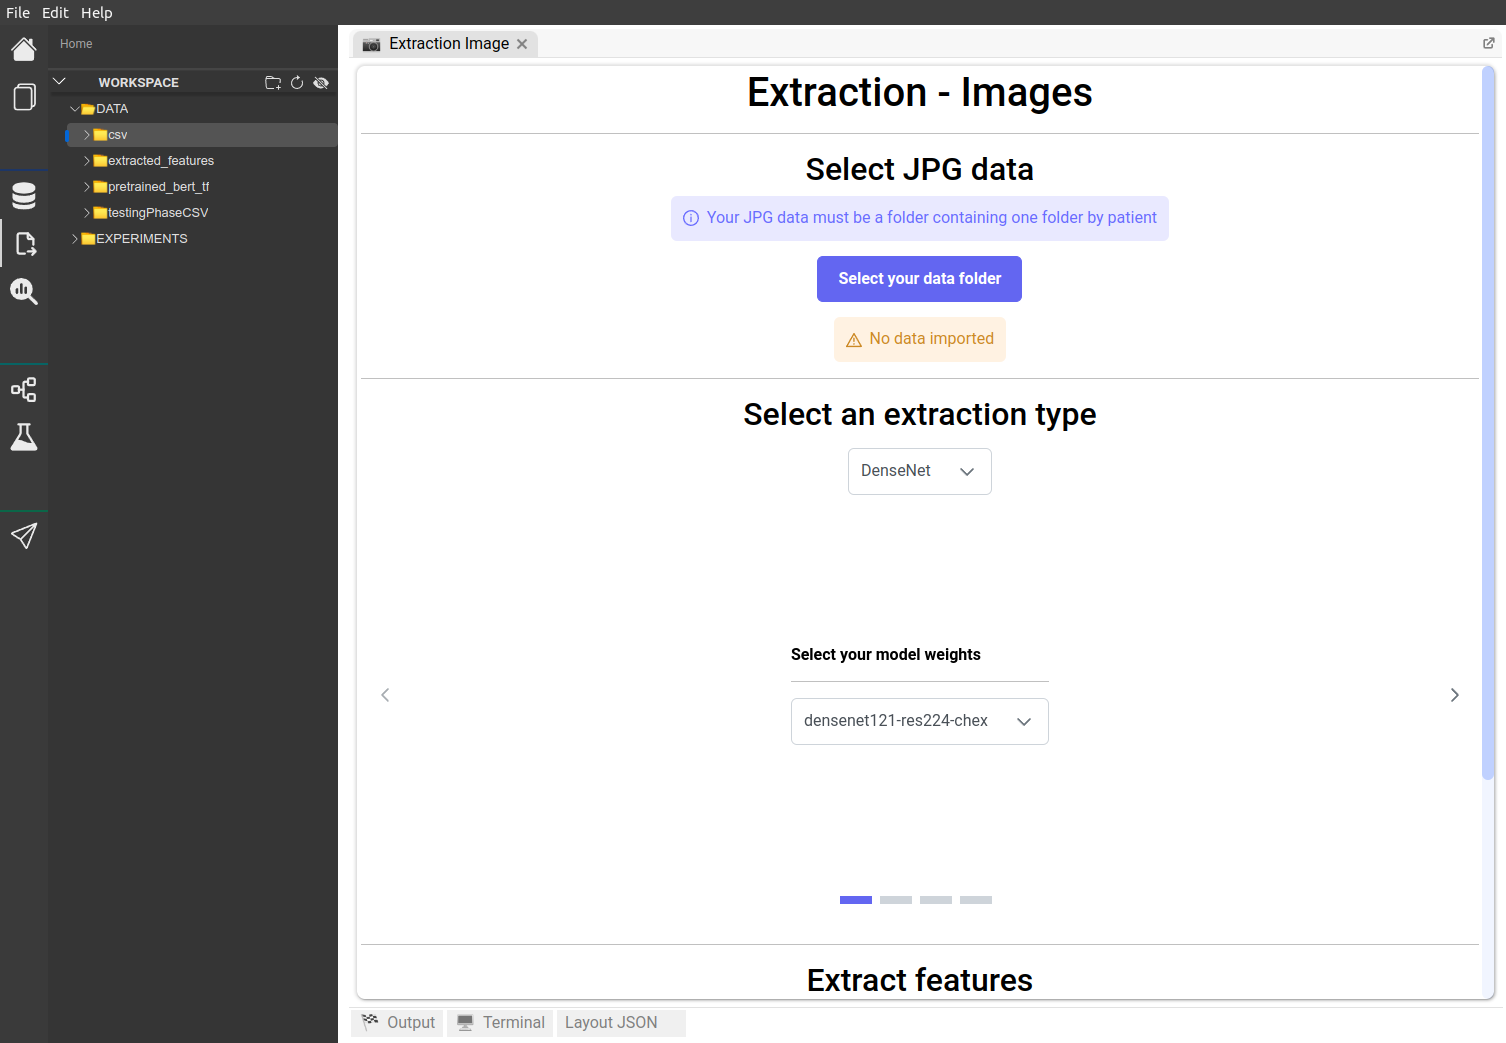 File Edit Help
Home
WORKSPACE
DATA
csv
extracted_features
pretrained_bert_tf
testingPhaseCSV
EXPERIMENTS
Extraction Image
Extraction - Images
Select JPG data
Your JPG data must be a folder containing one folder by patient
Select your data folder
No data imported
Select an extraction type
DenseNet
Select your model weights
densenet121-res224-chex
Extract features
Output Terminal Layout JSON